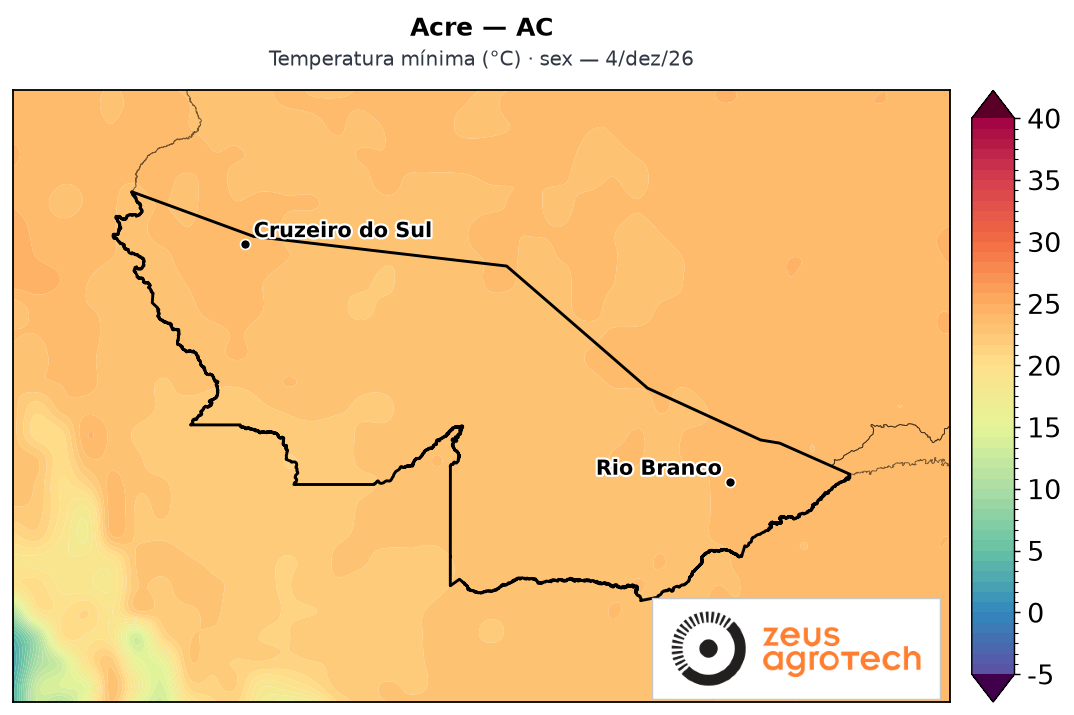 Acre — AC
Temperatura mínima (°C) · sex — 4/dez/26
40
35
30
25
20
15
10
5
0
-5
Cruzeiro do Sul
Rio Branco
zeus
agrotech